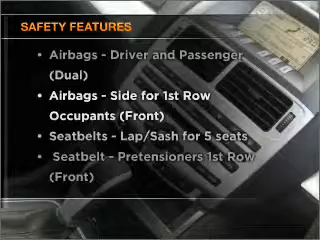 SAFETY FEATURES
• Airbags - Driver and Passenger
(Dual)
• Airbags - Side for 1st Row
Occupants (Front)
• Seatbelts - Lap/Sash for 5 seats
• Seatbelt - Pretensioners 1st Row
(Front)